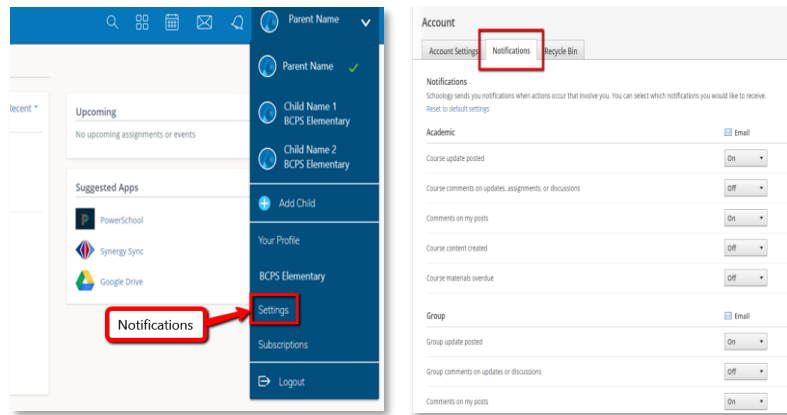 Parent Name
Parent Name
Child Name 1
BCPS Elementary
Child Name 2
BCPS Elementary
Add Child
Your Profile
BCPS Elementary
Settings
Subscriptions
Logout
Upcoming
No upcoming assignments or events
Suggested Apps
PowerSchool
Synergy Sync
Google Drive
Notifications
Account
Account Settings Notifications Recycle Bin
Notifications
Schoology sends you notifications when actions occur that involve you. You can select which notifications you would like to receive.
Reset to default settings
Academic Email
Course update posted On
Course comments on updates, assignments, or discussions Off
Comments on my posts On
Course content created Off
Course materials overdue Off
Group Email
Group update posted On
Group comments on updates or discussions Off
Comments on my posts On